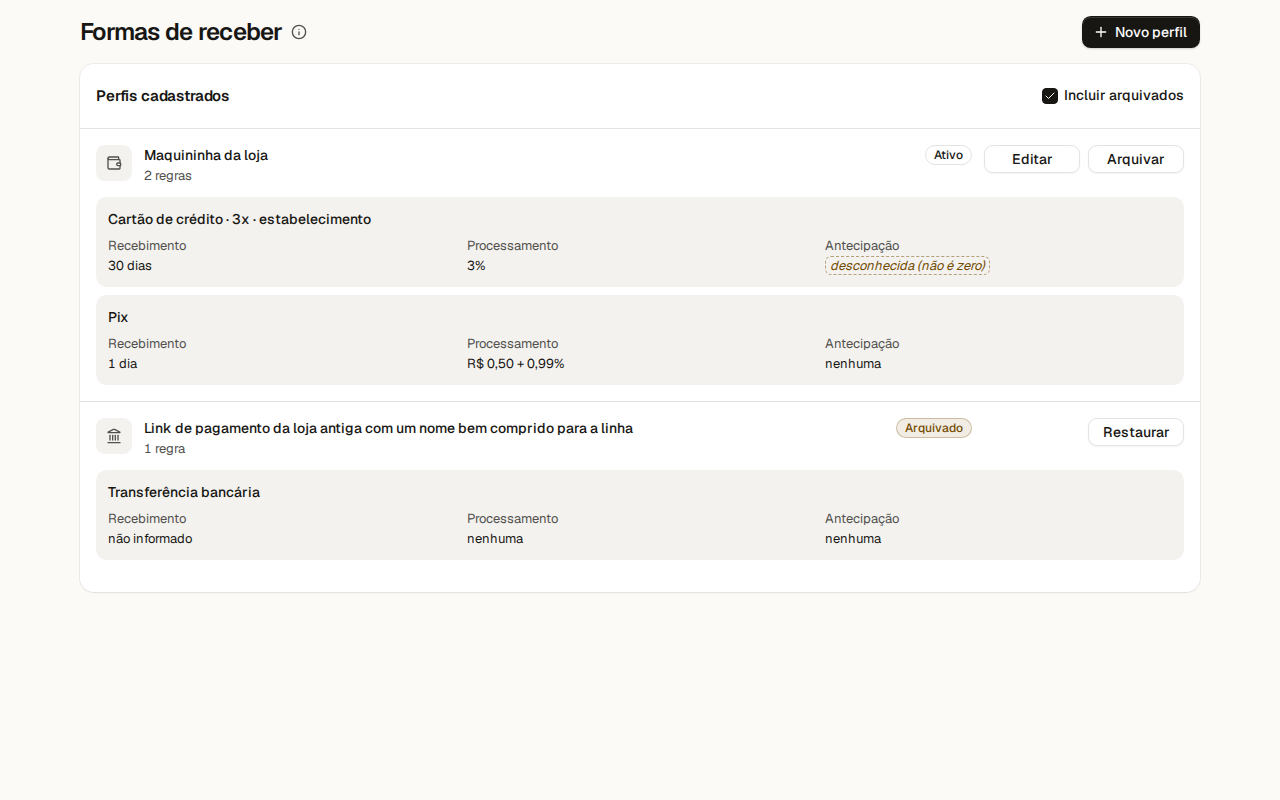 Formas de receber
Novo perfil
Perfis cadastrados
Incluir arquivados
Maquininha da loja
2 regras
Ativo
Editar
Arquivar
Cartão de crédito · 3x · estabelecimento
Recebimento
Processamento
Antecipação
30 dias
3%
desconhecida (não é zero)
Pix
Recebimento
Processamento
Antecipação
1 dia
R$ 0,50 + 0,99%
nenhuma
Link de pagamento da loja antiga com um nome bem comprido para a linha
1 regra
Arquivado
Restaurar
Transferência bancária
Recebimento
Processamento
Antecipação
não informado
nenhuma
nenhuma